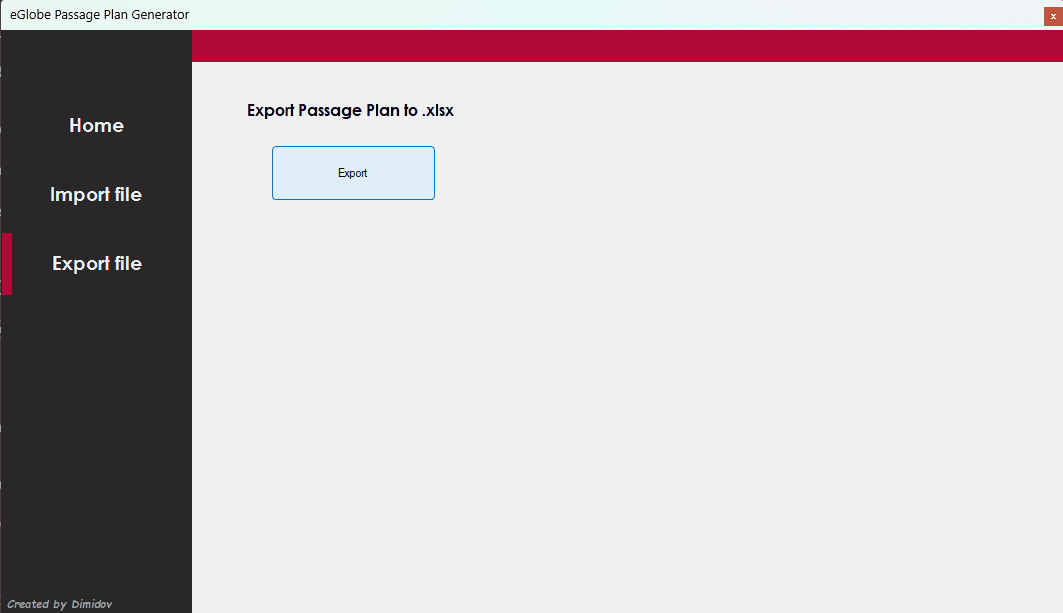 eGlobe Passage Plan Generator
x
Home
Import file
Export file
Export Passage Plan to .xlsx
Export
Created by Dimidov